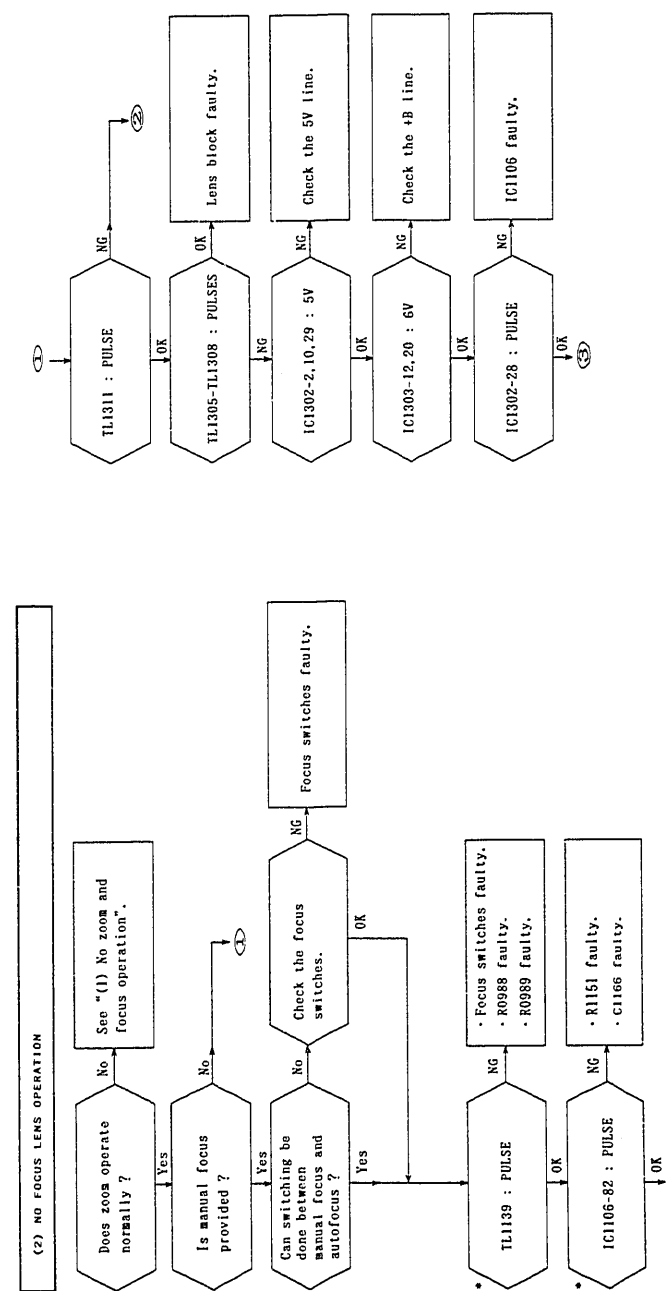 (2) NO FOCUS LENS OPERATION
Does zoom operate
normally ?
No
See "(1) No zoom and
focus operation".
Yes
Is manual focus
provided ?
No
①
Yes
Can switching be
done between
manual focus and
autofocus ?
No
Check the focus
switches.
NG
Focus switches faulty.
OK
Yes
*
TL1139 : PULSE
NG
· Focus switches faulty.
· R0988 faulty.
· R0989 faulty.
OK
*
IC1106-82 : PULSE
NG
· R1151 faulty.
· C1166 faulty.
OK
①
TL1311 : PULSE
NG
②
OK
TL1305-TL1308 : PULSES
OK
Lens block faulty.
NG
IC1302-2,10,29 : 5V
NG
Check the 5V line.
OK
IC1303-12,20 : 6V
NG
Check the +B line.
OK
IC1302-28 : PULSE
NG
IC1106 faulty.
OK
③